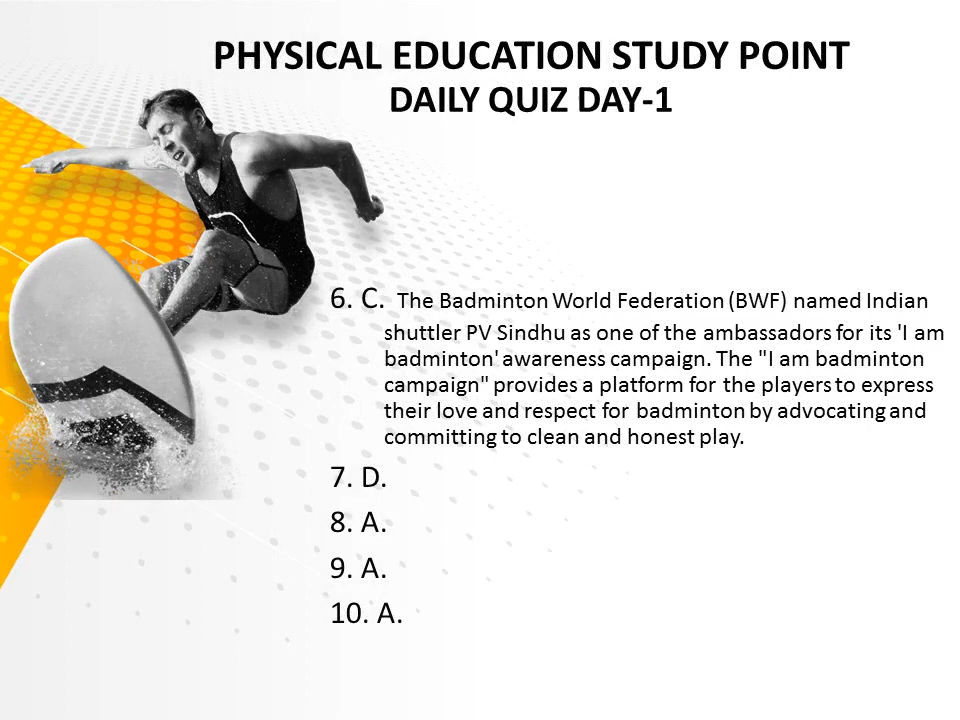 PHYSICAL EDUCATION STUDY POINT
DAILY QUIZ DAY-1
6. C. The Badminton World Federation (BWF) named Indian
shuttler PV Sindhu as one of the ambassadors for its 'I am
badminton' awareness campaign. The "I am badminton
campaign" provides a platform for the players to express
their love and respect for badminton by advocating and
committing to clean and honest play.
7. D.
8. A.
9. A.
10. A.